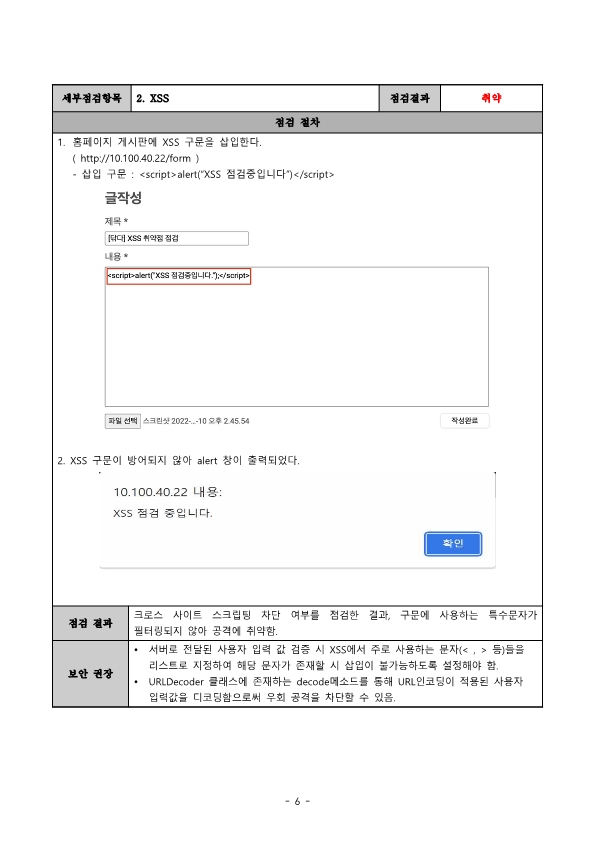 세부점검항목 2. XSS 점검결과 취약
점검 절차
1. 홈페이지 게시판에 XSS 구문을 삽입한다.
( http://10.100.40.22/form )
- 삽입 구문 : <script>alert("XSS 점검중입니다")</script>
글작성
제목 *
[닦대] XSS 취약점 점검
내용 *
<script>alert("XSS 점검중입니다.");</script>
파일 선택 스크린샷 2022-...-10 오후 2.45.54 작성완료
2. XSS 구문이 방어되지 않아 alert 창이 출력되었다.
10.100.40.22 내용:
XSS 점검 중입니다.
확인
점검 결과
크로스 사이트 스크립팅 차단 여부를 점검한 결과, 구문에 사용하는 특수문자가
필터링되지 않아 공격에 취약함.
보안 권장
• 서버로 전달된 사용자 입력 값 검증 시 XSS에서 주로 사용하는 문자(< , > 등)들을
리스트로 지정하여 해당 문자가 존재할 시 삽입이 불가능하도록 설정해야 함.
• URLDecoder 클래스에 존재하는 decode메소드를 통해 URL인코딩이 적용된 사용자
입력값을 디코딩함으로써 우회 공격을 차단할 수 있음.
- 6 -